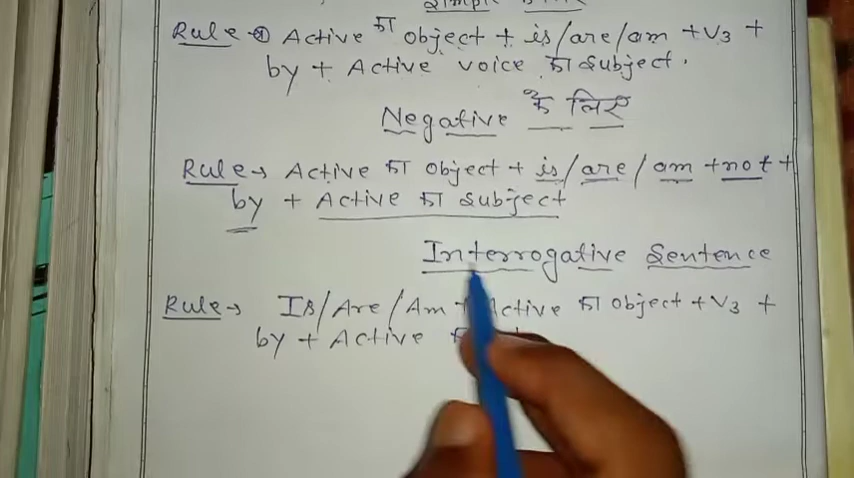 Simple
Rule → Active का object + is/are/am + V3 +
by + Active voice का subject.
Negative के लिए
Rule → Active का object + is/are/am + not +
by + Active का subject
Interrogative Sentence
Rule → Is/Are/Am + Active का object + V3 +
by + Active